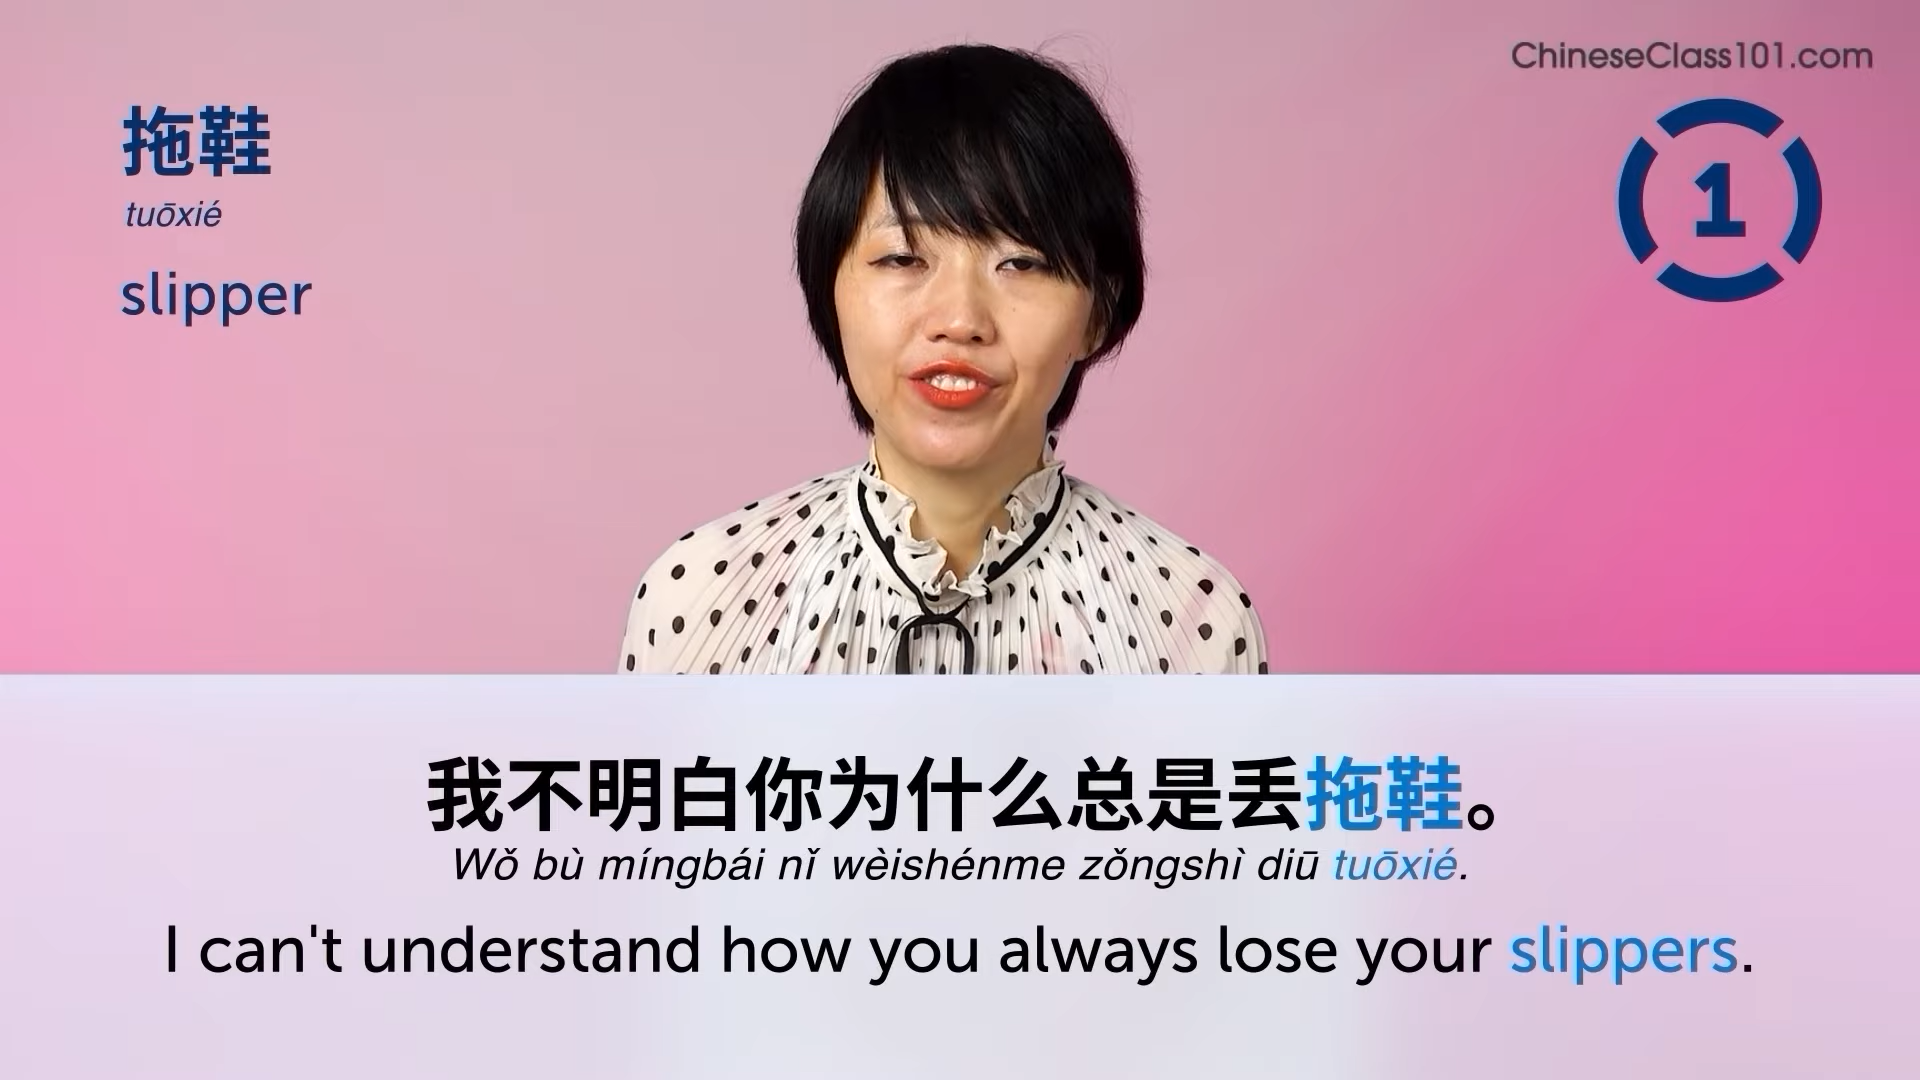 ChineseClass101.com
拖鞋
tuōxié
slipper
1
我不明白你为什么总是丢拖鞋。
Wǒ bù míngbái nǐ wèishénme zǒngshì diū tuōxié.
I can't understand how you always lose your slippers.